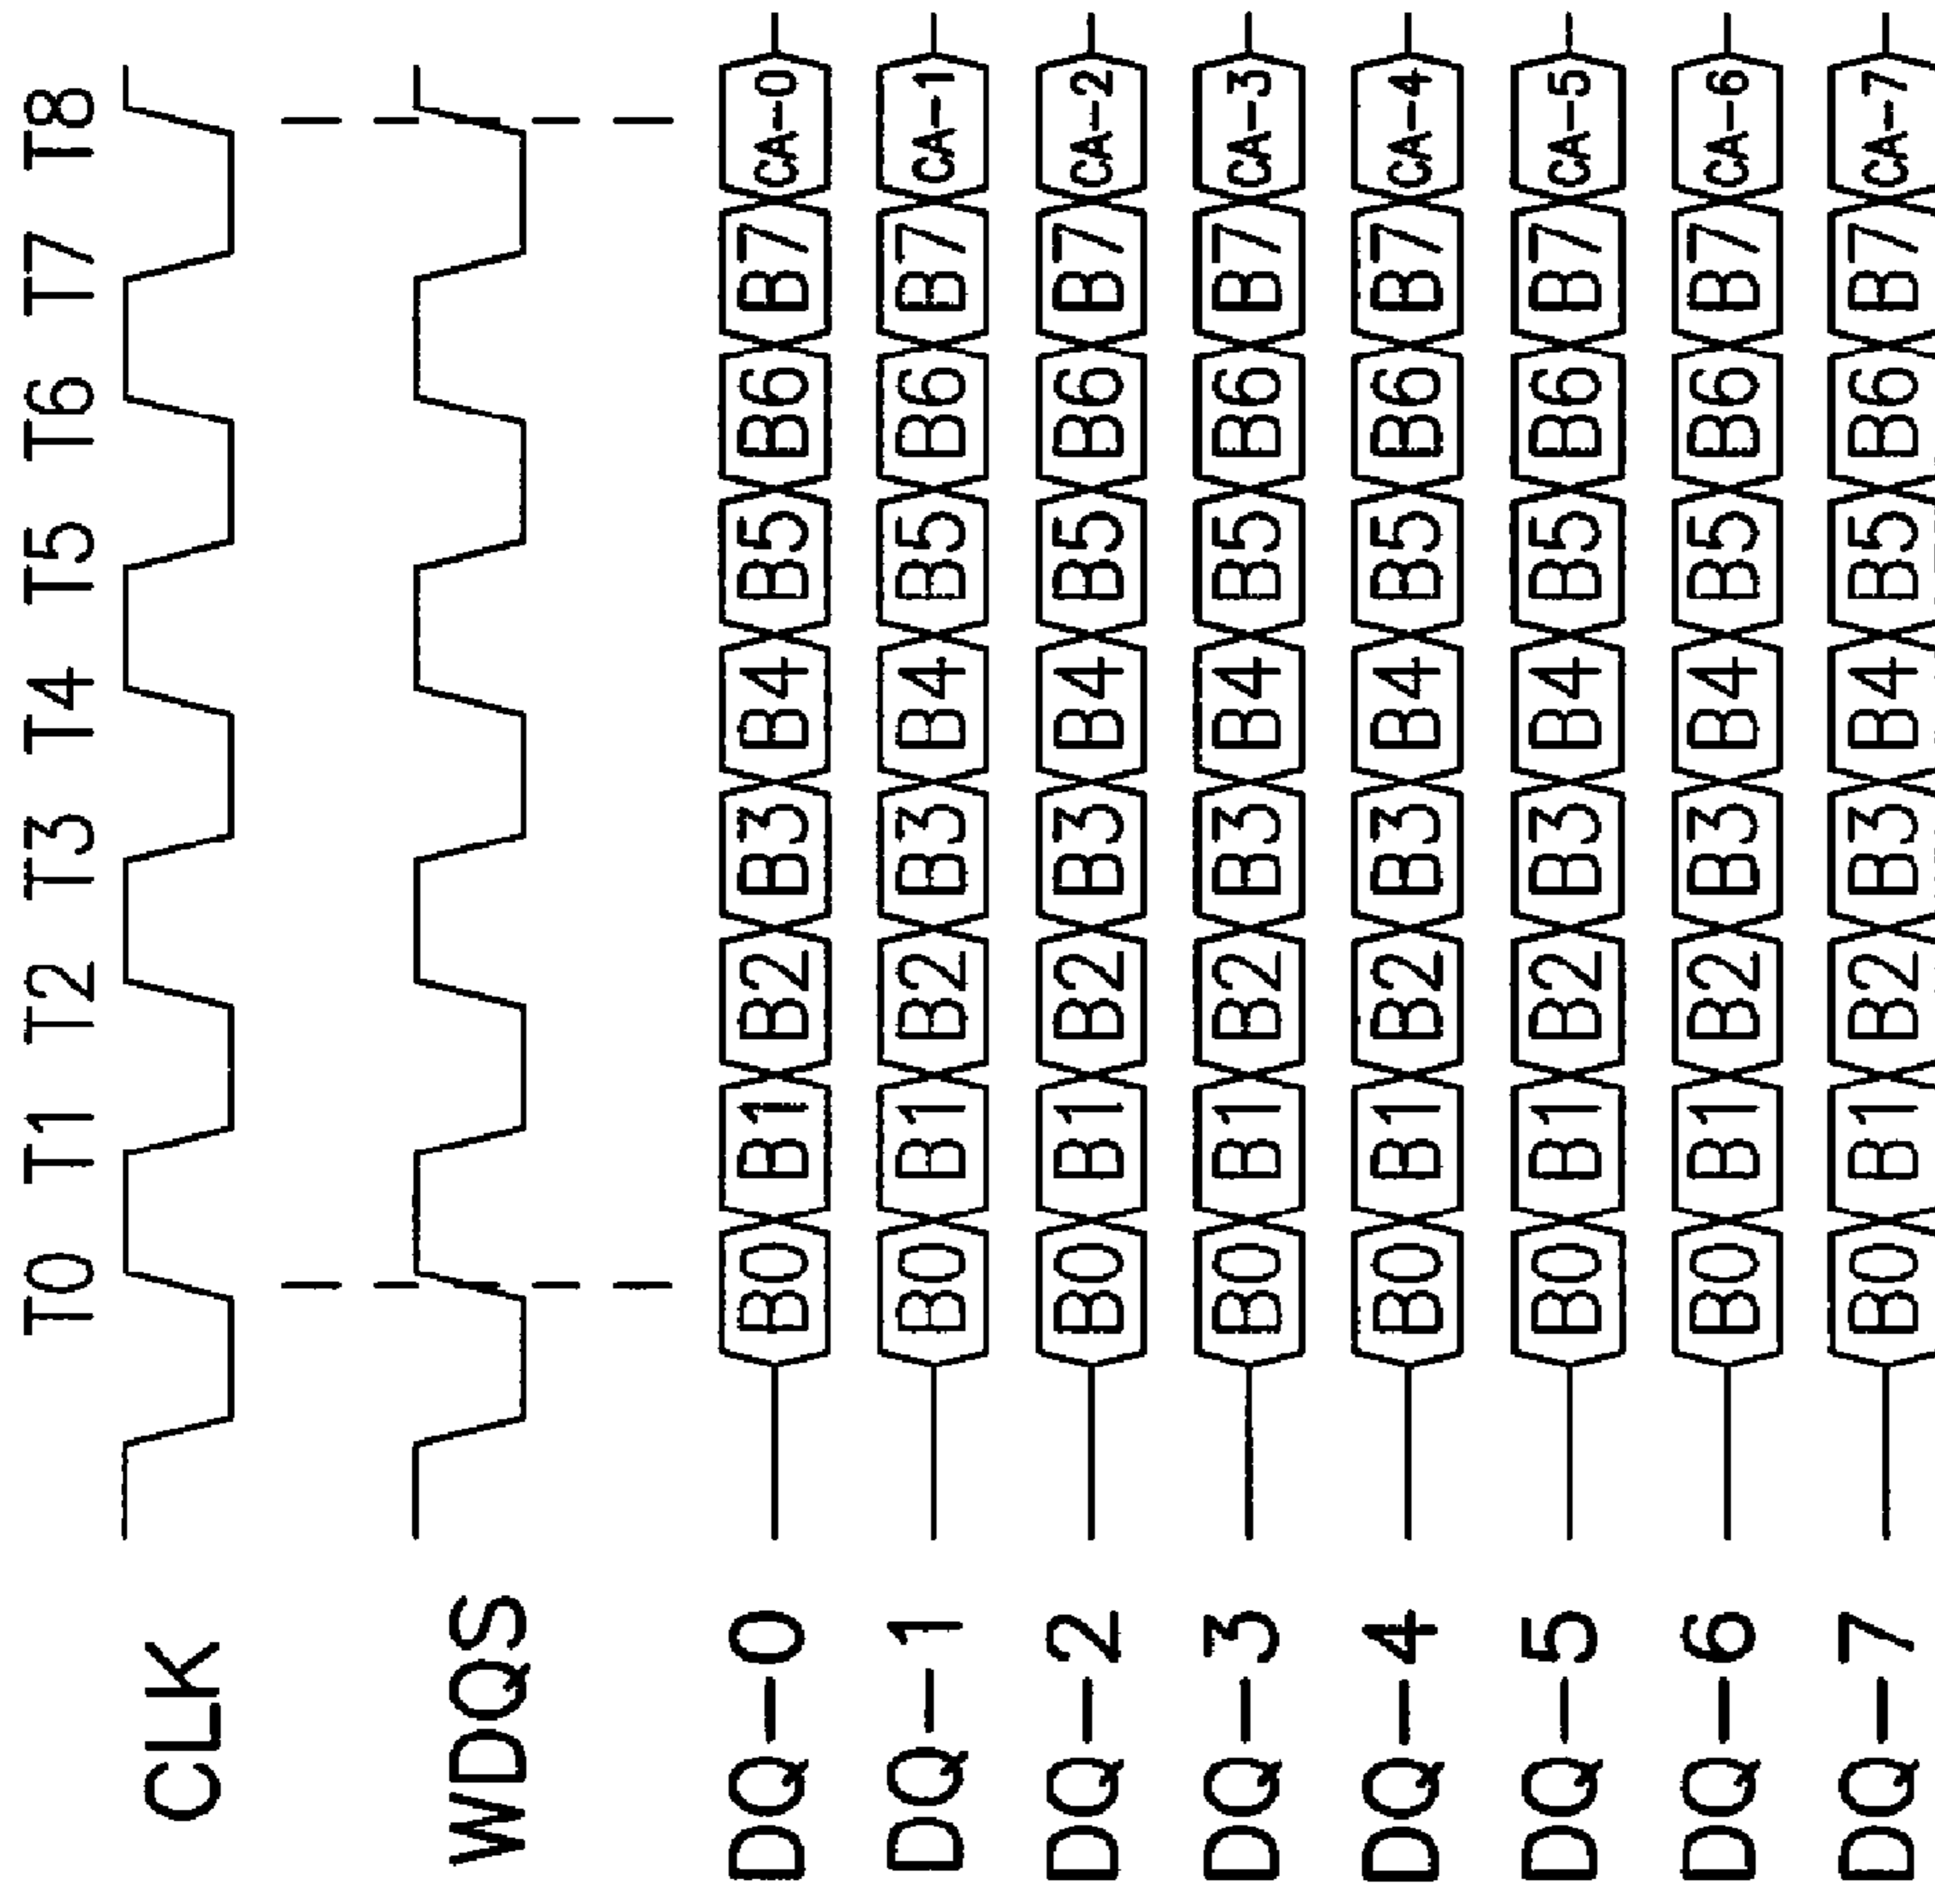 T0 T1 T2 T3 T4 T5 T6 T7 T8
CLK
WDQS
DQ-0 B0 B1 B2 B3 B4 B5 B6 B7 CA-0
DQ-1 B0 B1 B2 B3 B4 B5 B6 B7 CA-1
DQ-2 B0 B1 B2 B3 B4 B5 B6 B7 CA-2
DQ-3 B0 B1 B2 B3 B4 B5 B6 B7 CA-3
DQ-4 B0 B1 B2 B3 B4 B5 B6 B7 CA-4
DQ-5 B0 B1 B2 B3 B4 B5 B6 B7 CA-5
DQ-6 B0 B1 B2 B3 B4 B5 B6 B7 CA-6
DQ-7 B0 B1 B2 B3 B4 B5 B6 B7 CA-7